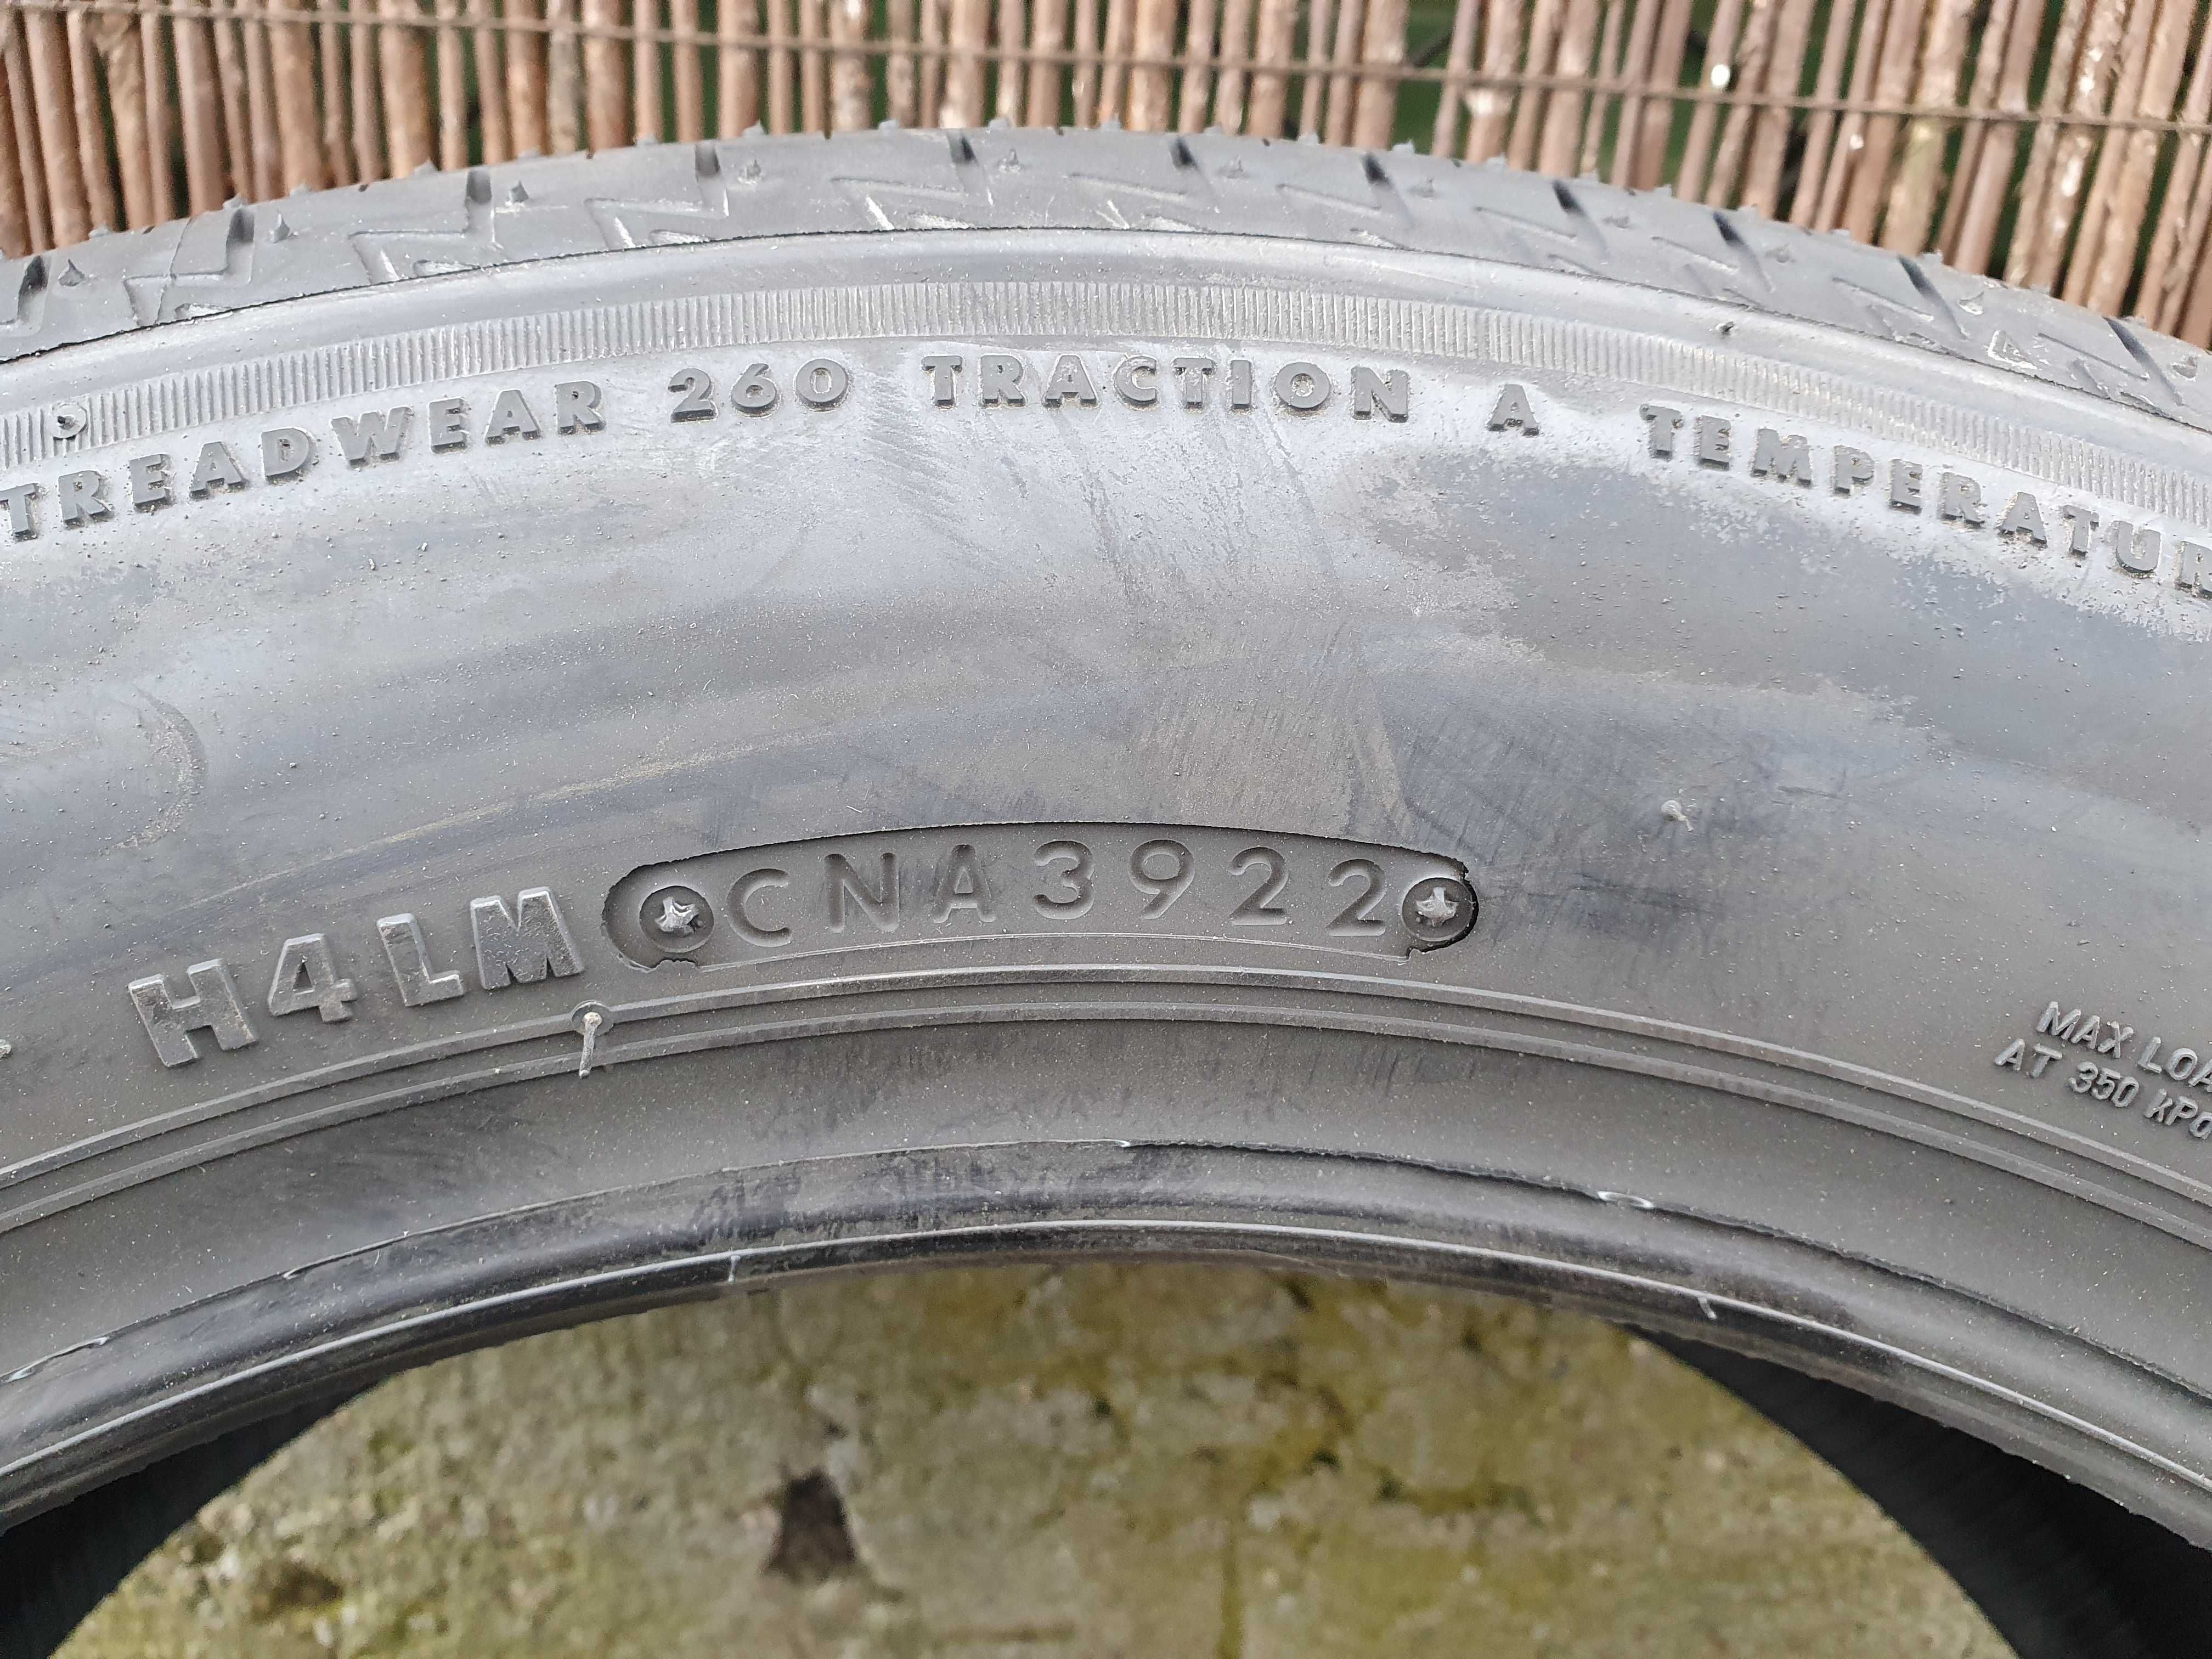 TREADWEAR 260 TRACTION A TEMPERATUR
H4LM CNA3922
MAX LOA
AT 350 kPa